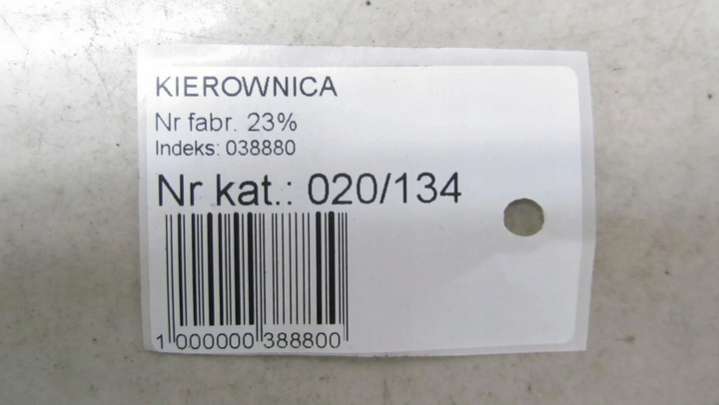 KIEROWNICA
Nr fabr. 23%
Indeks: 038880
Nr kat.: 020/134
1 000000 388800